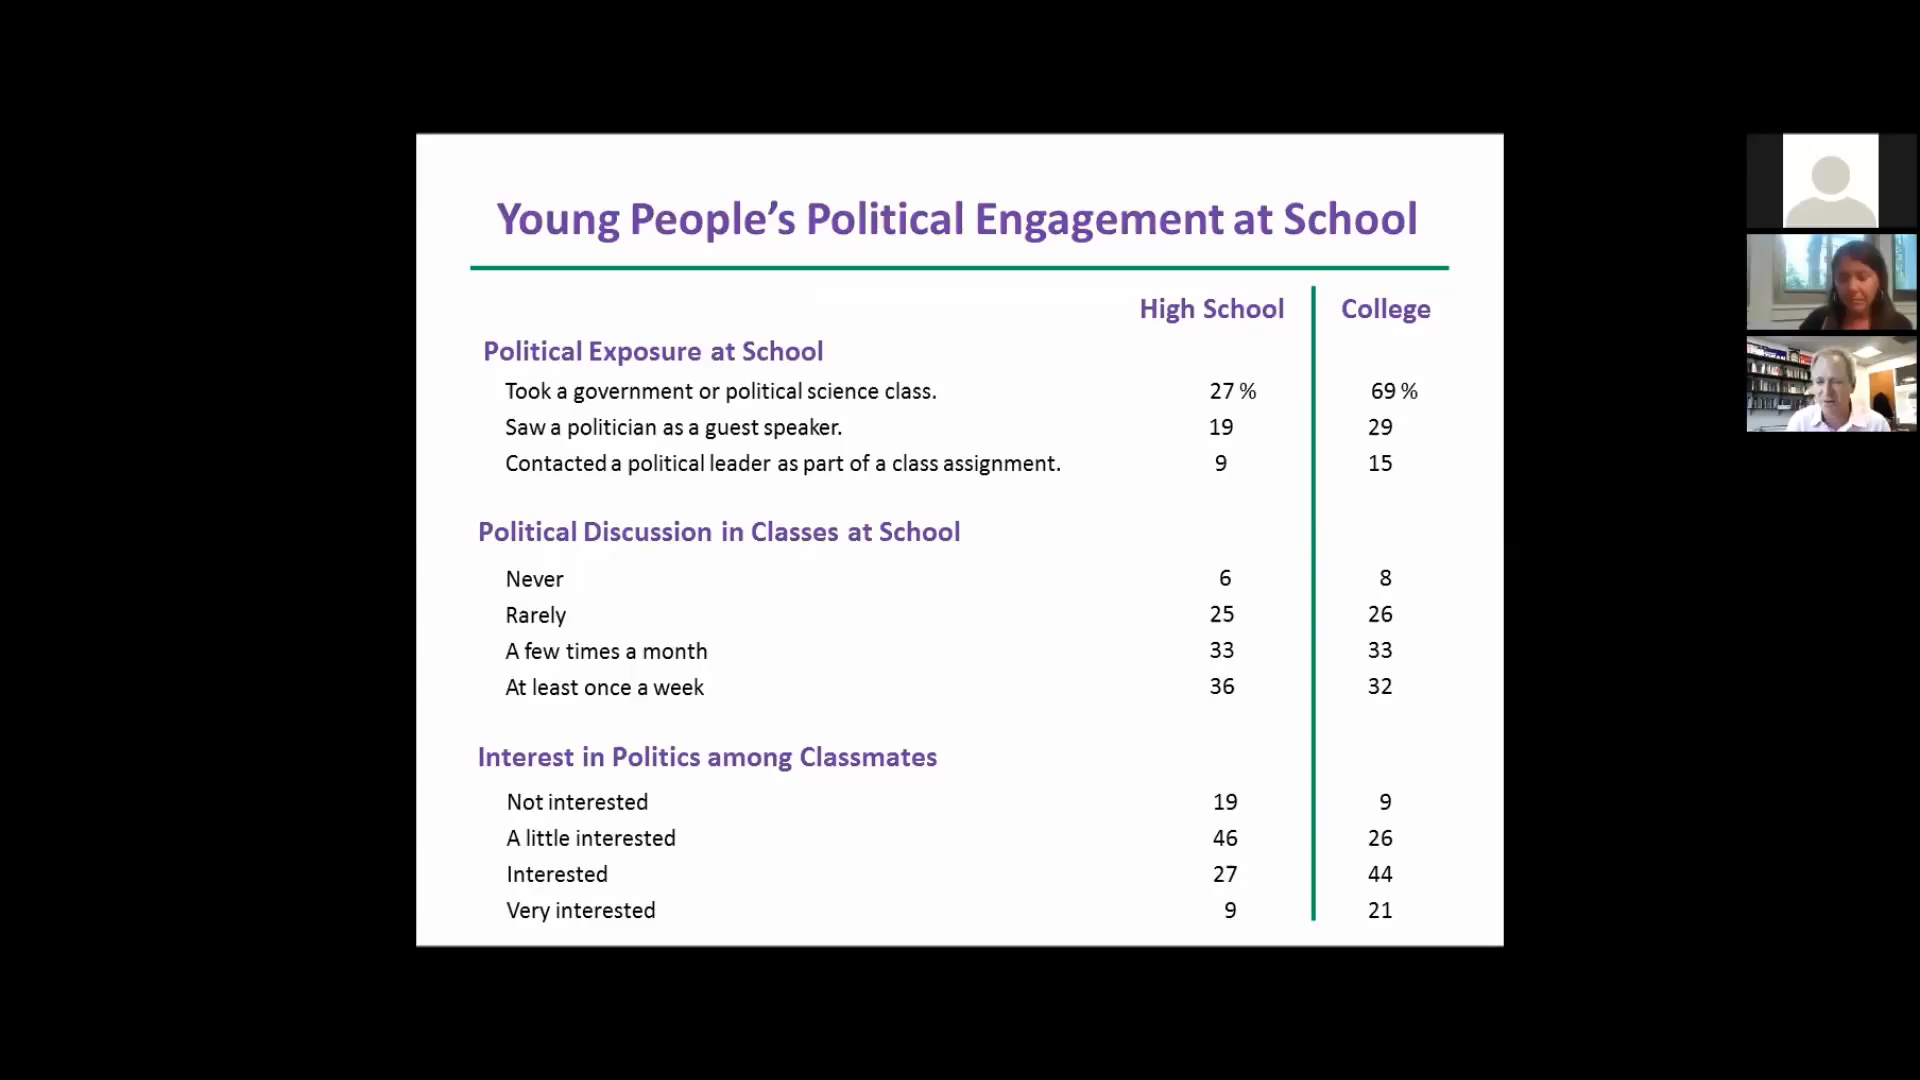 Young People's Political Engagement at School
High School College
Political Exposure at School
Took a government or political science class. 27% 69%
Saw a politician as a guest speaker. 19 29
Contacted a political leader as part of a class assignment. 9 15
Political Discussion in Classes at School
Never 6 8
Rarely 25 26
A few times a month 33 33
At least once a week 36 32
Interest in Politics among Classmates
Not interested 19 9
A little interested 46 26
Interested 27 44
Very interested 9 21